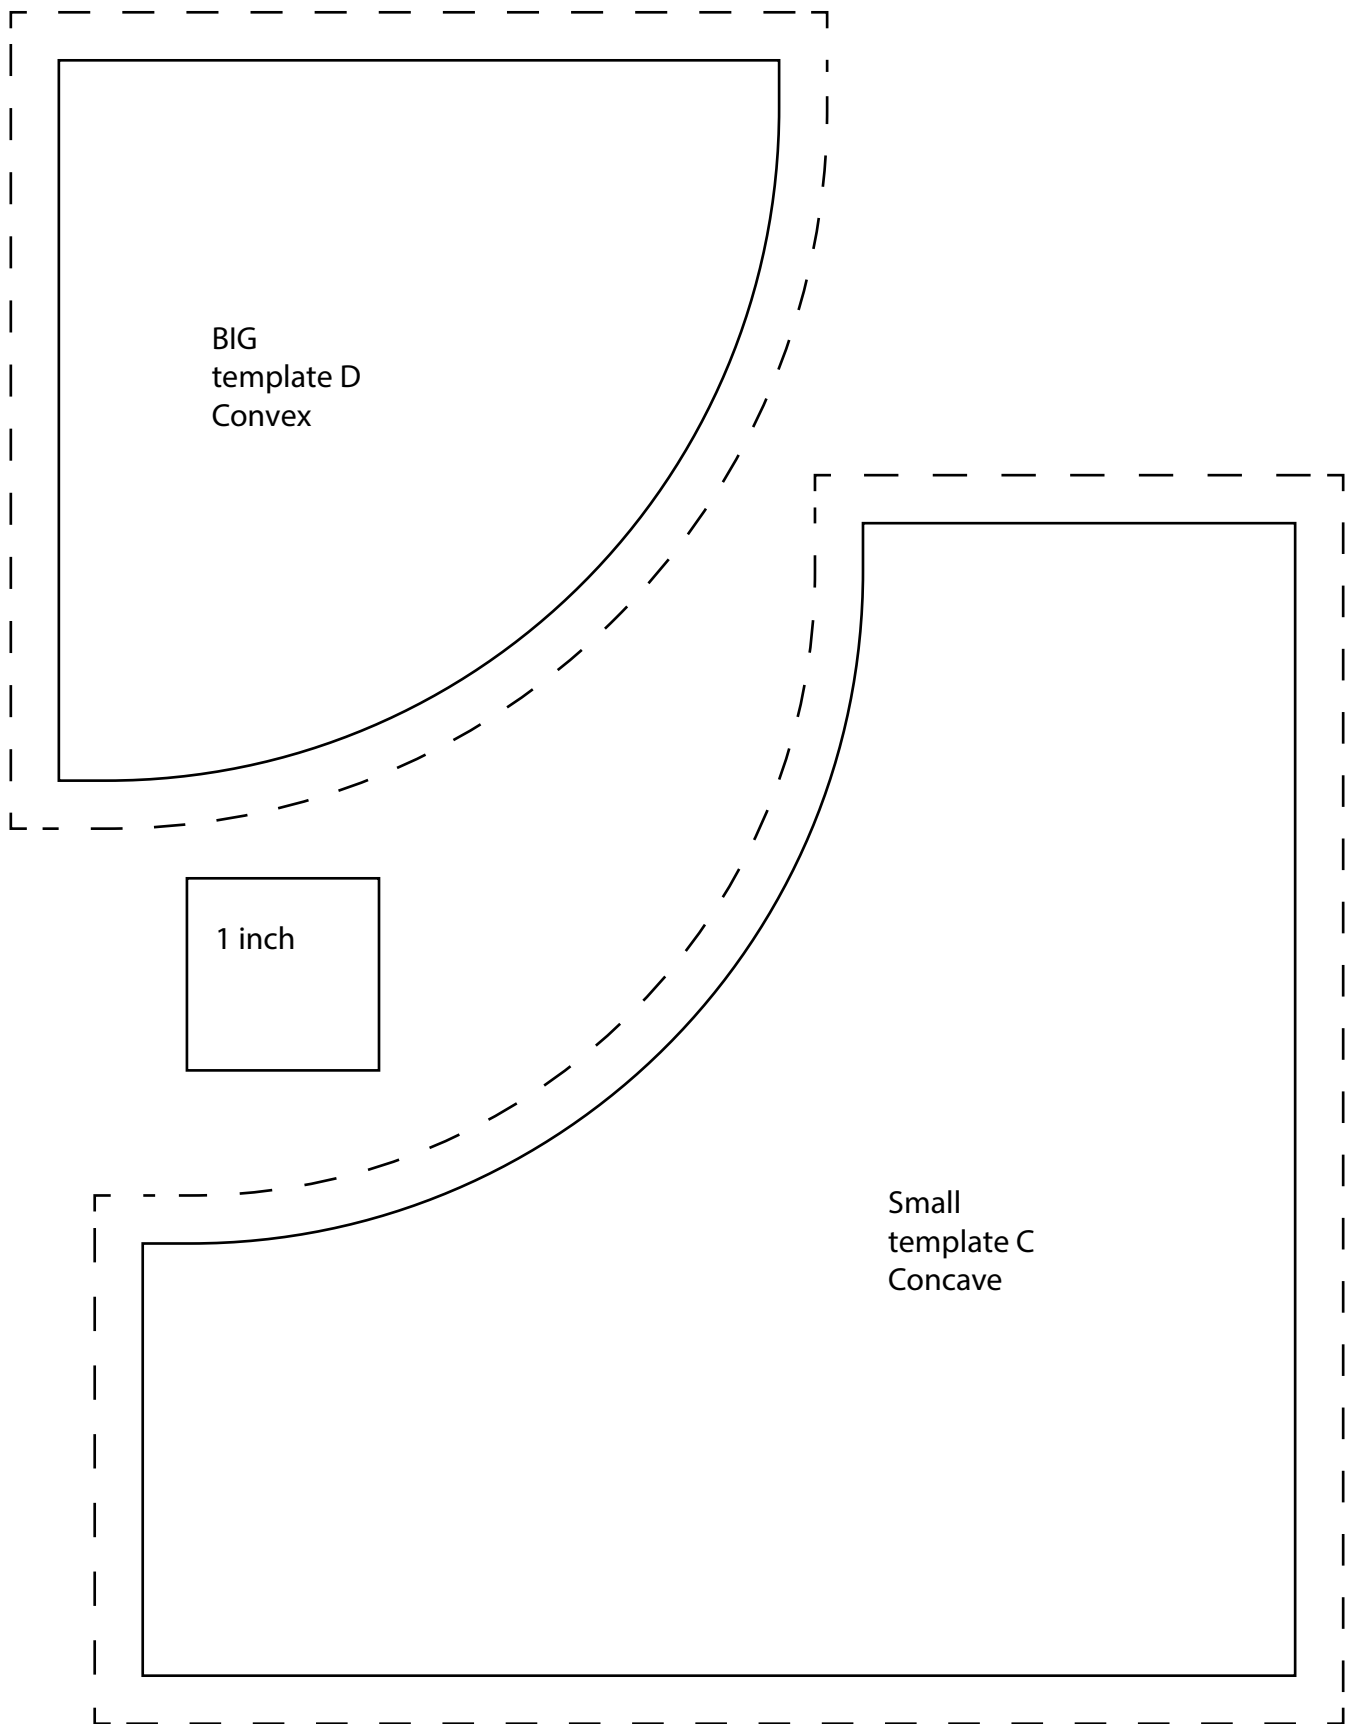 BIG
template D
Convex
1 inch
Small
template C
Concave